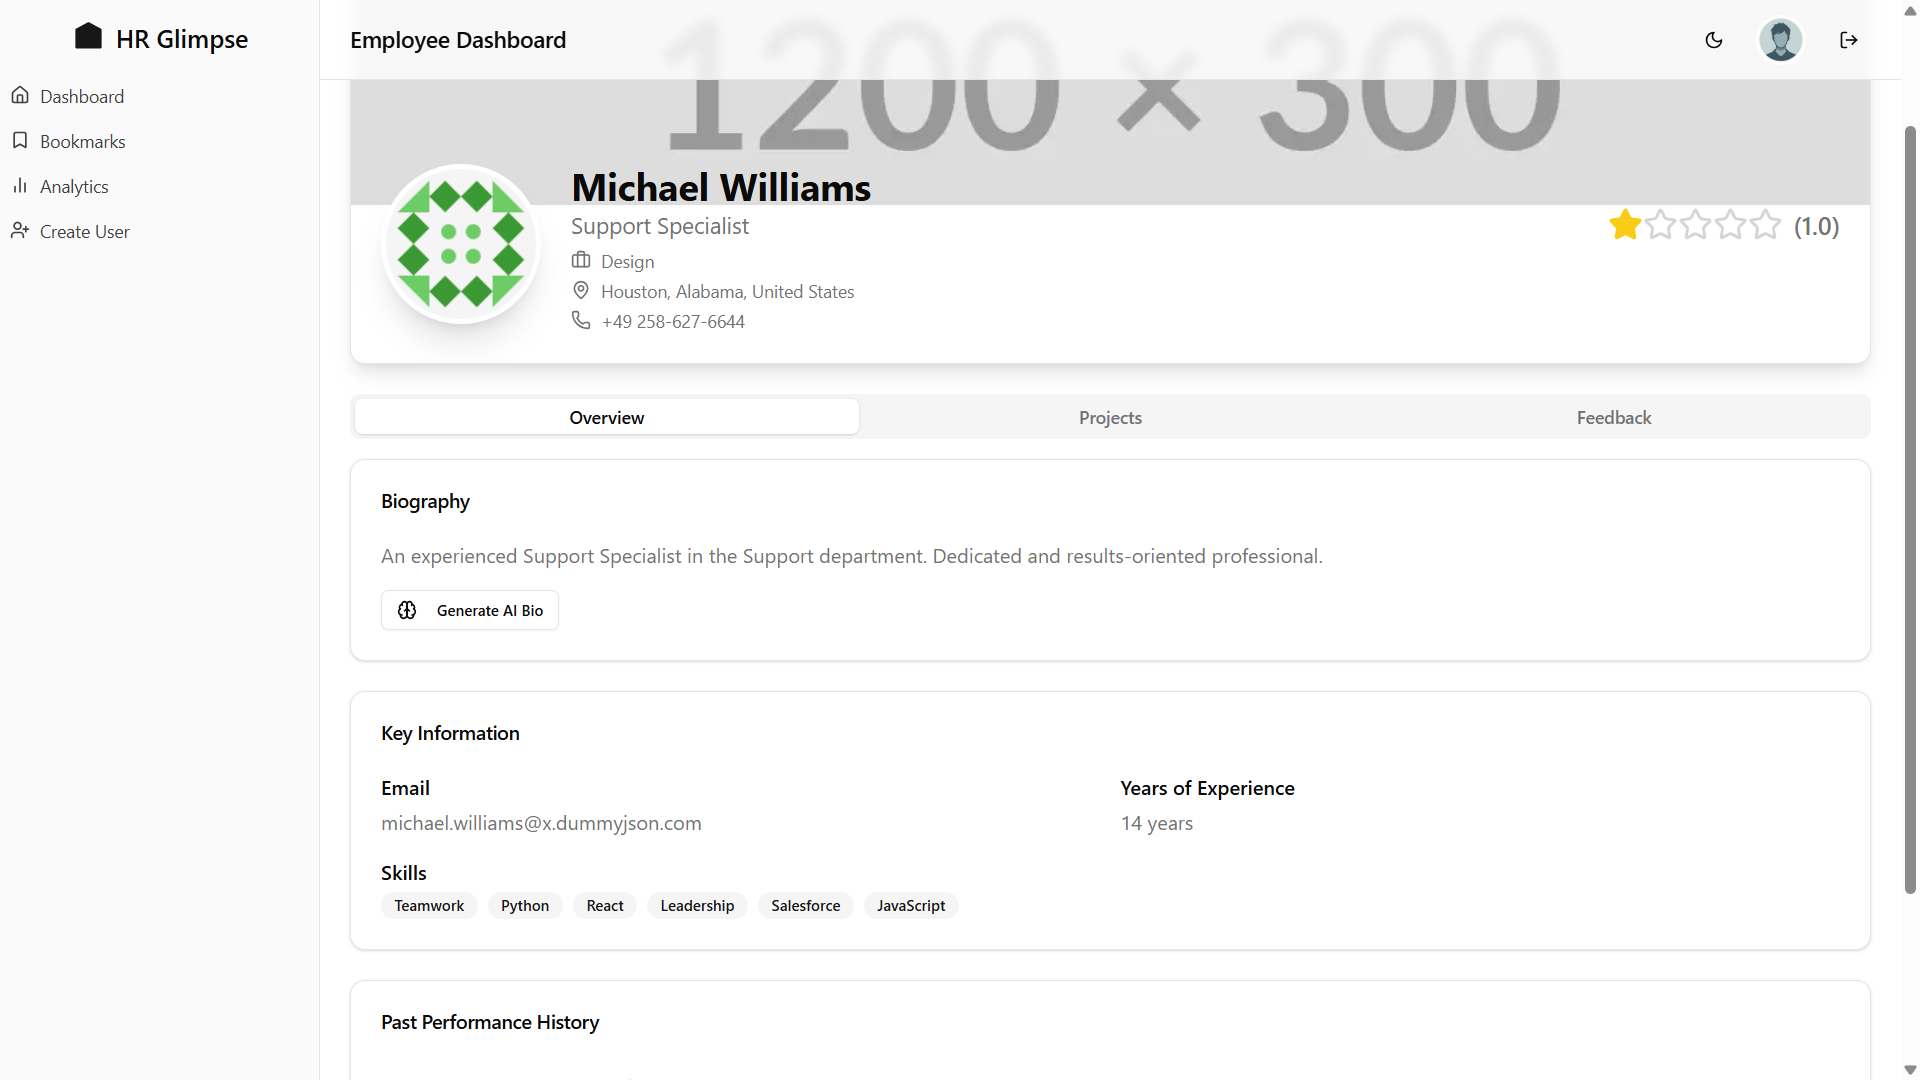 HR Glimpse
Dashboard
Bookmarks
Analytics
Create User
Employee Dashboard
1200 × 300
Michael Williams
Support Specialist
(1.0)
Design
Houston, Alabama, United States
+49 258-627-6644
Overview
Projects
Feedback
Biography
An experienced Support Specialist in the Support department. Dedicated and results-oriented professional.
Generate AI Bio
Key Information
Email
Years of Experience
michael.williams@x.dummyjson.com
14 years
Skills
Teamwork
Python
React
Leadership
Salesforce
JavaScript
Past Performance History